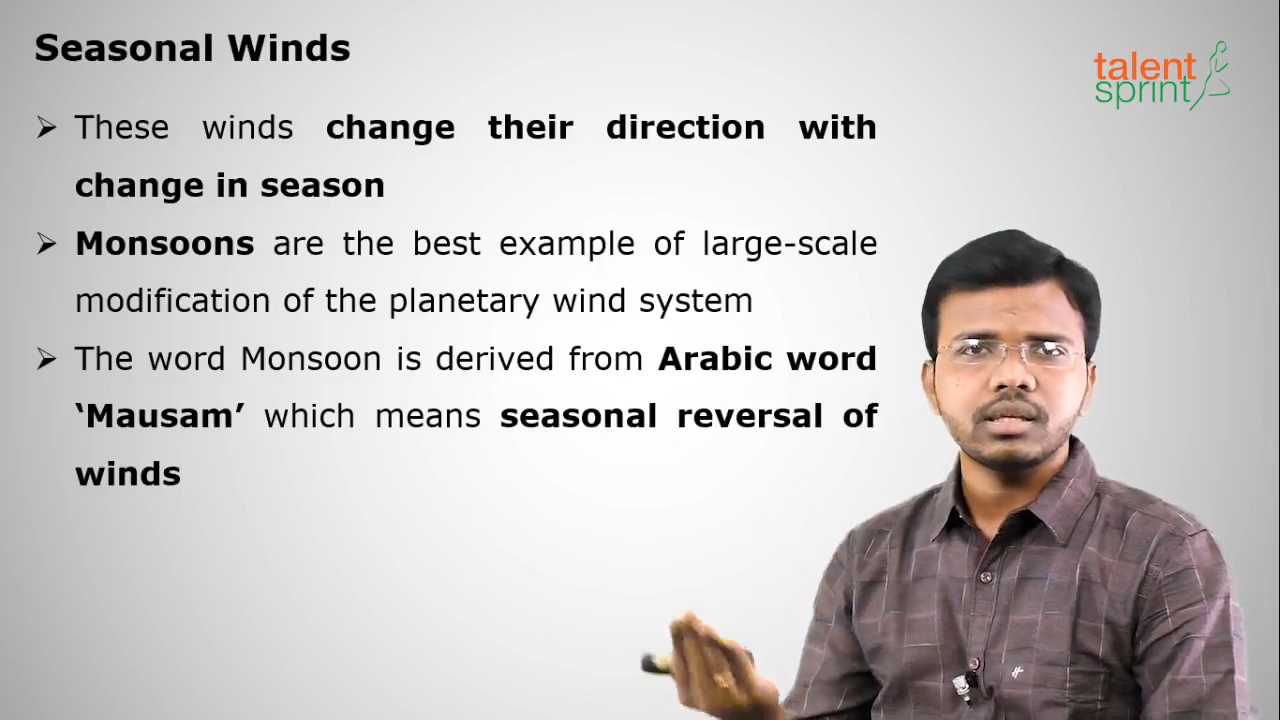 Seasonal Winds
talent
sprint
➢ These winds change their direction with
change in season
➢ Monsoons are the best example of large-scale
modification of the planetary wind system
➢ The word Monsoon is derived from Arabic word
‘Mausam’ which means seasonal reversal of
winds